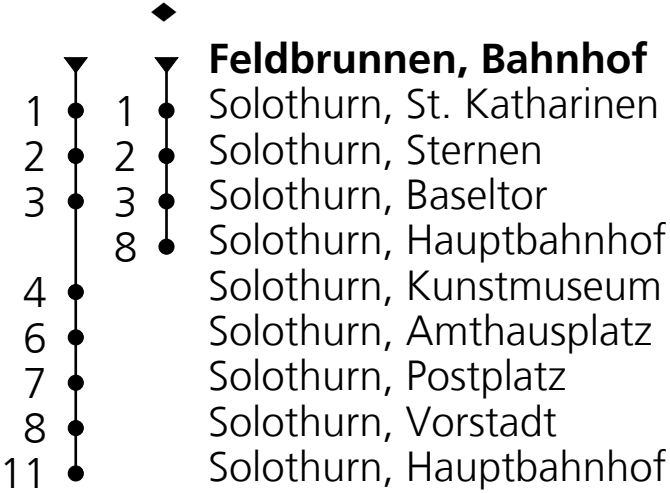 Feldbrunnen, Bahnhof
1 1 Solothurn, St. Katharinen
2 2 Solothurn, Sternen
3 3 Solothurn, Baseltor
8 Solothurn, Hauptbahnhof
4 Solothurn, Kunstmuseum
6 Solothurn, Amthausplatz
7 Solothurn, Postplatz
8 Solothurn, Vorstadt
11 Solothurn, Hauptbahnhof